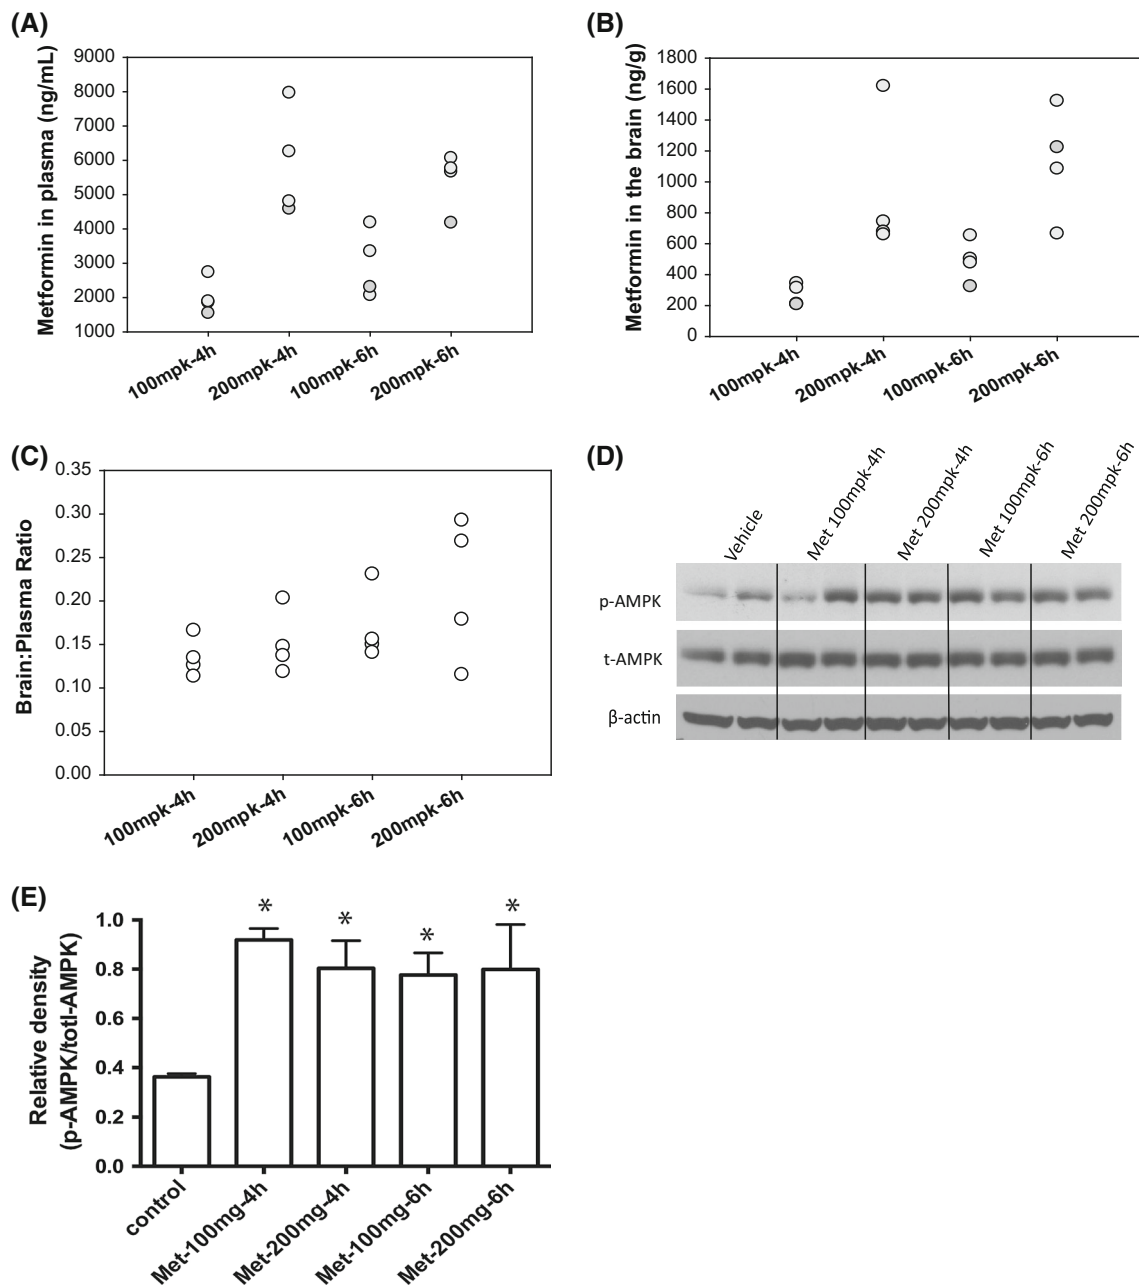 (A)
Metformin in plasma (ng/mL)
9000
8000
7000
6000
5000
4000
3000
2000
1000
100mpk-4h
200mpk-4h
100mpk-6h
200mpk-6h
(B)
Metformin in the brain (ng/g)
1800
1600
1400
1200
1000
800
600
400
200
0
100mpk-4h
200mpk-4h
100mpk-6h
200mpk-6h
(C)
Brain:Plasma Ratio
0.35
0.30
0.25
0.20
0.15
0.10
0.05
0.00
100mpk-4h
200mpk-4h
100mpk-6h
200mpk-6h
(D)
Vehicle
Met 100mpk-4h
Met 200mpk-4h
Met 100mpk-6h
Met 200mpk-6h
p-AMPK
t-AMPK
β-actin
(E)
Relative density
(p-AMPK/totl-AMPK)
1.0
0.8
0.6
0.4
0.2
0.0
*
*
*
*
control
Met-100mg-4h
Met-200mg-4h
Met-100mg-6h
Met-200mg-6h